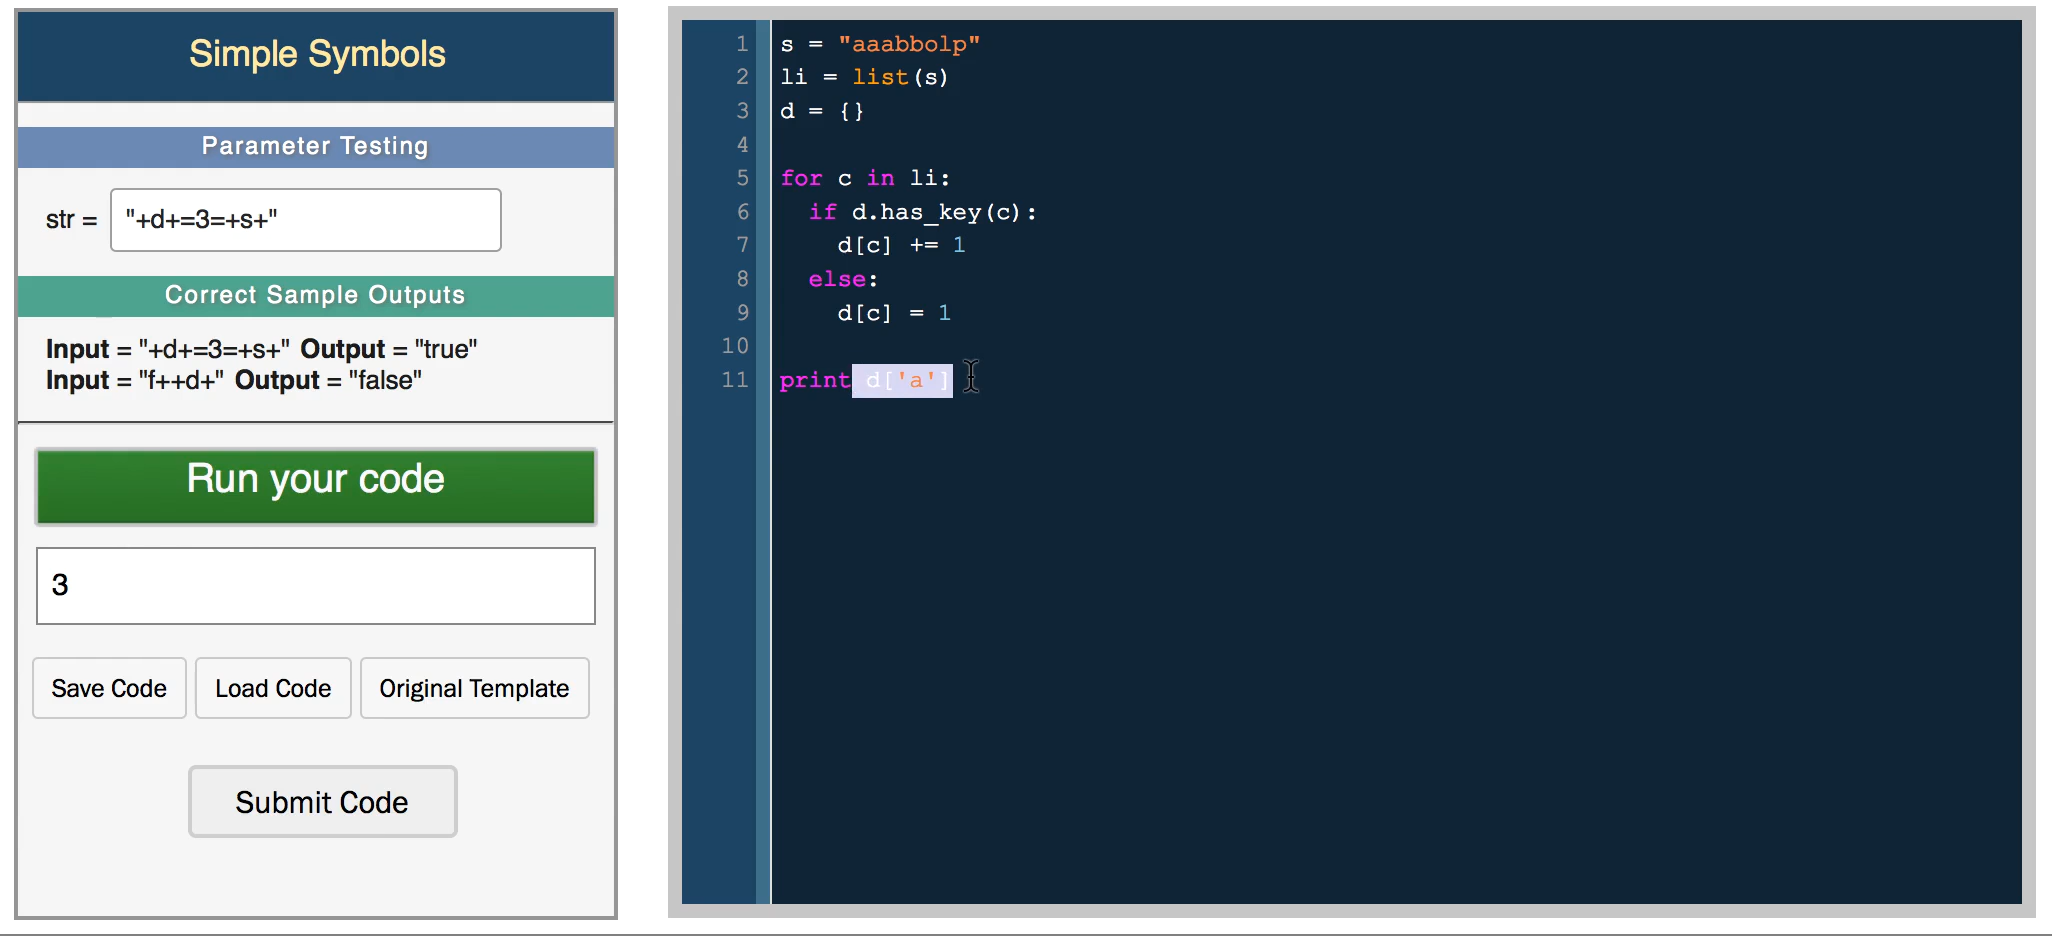 Simple Symbols
Parameter Testing
str = "+d+=3=+s+"
Correct Sample Outputs
Input = "+d+=3=+s+" Output = "true"
Input = "f++d+" Output = "false"
Run your code
3
Save Code Load Code Original Template
Submit Code
1 s = "aaabbolp"
2 li = list(s)
3 d = {}
4
5 for c in li:
6   if d.has_key(c):
7     d[c] += 1
8   else:
9     d[c] = 1
10
11 print d['a']